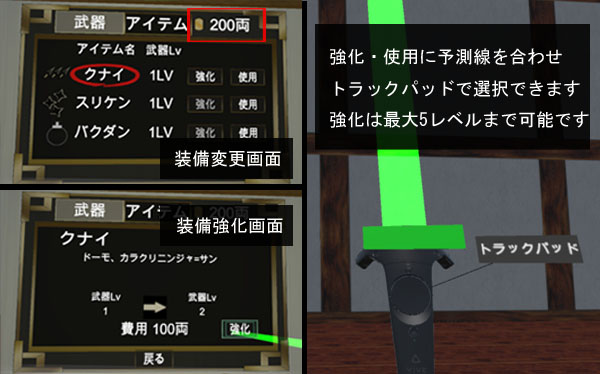 武器 アイテム 200両
アイテム名 武器Lv
クナイ 1LV 強化 使用
スリケン 1LV 強化 使用
バクダン 1LV 強化 使用
装備変更画面
武器 アイテム 200両
装備強化画面
クナイ
ドーモ、カラクリニンジャ=サン
武器Lv 武器Lv
1 2
費用 100両 強化
戻る
強化・使用に予測線を合わせ
トラックパッドで選択できます
強化は最大5レベルまで可能です
トラックパッド